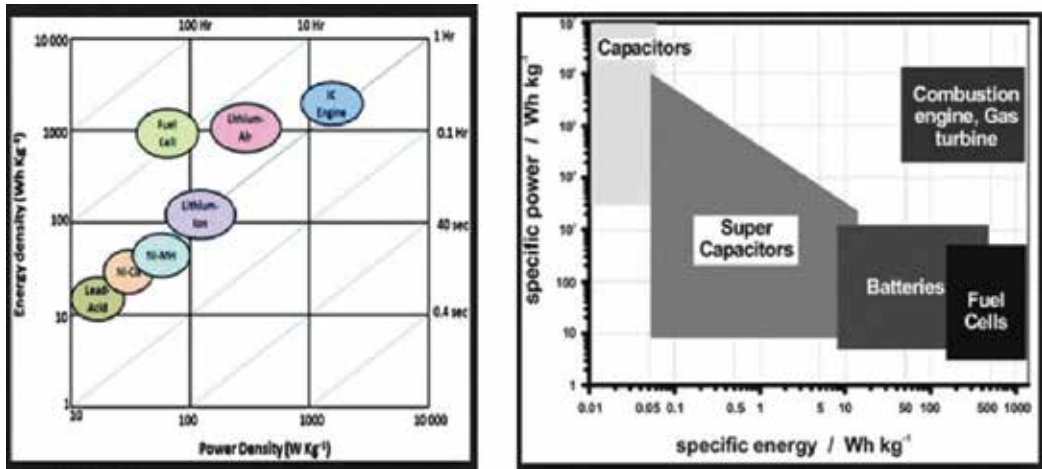 100 Hr
10 Hr
1 Hr
0.1 Hr
40 sec
0.4 sec
10 000
1000
100
10
1
Energy density (Wh Kg⁻¹)
Fuel
Cell
Lithium-
Air
IC
Engine
Lithium-
Ion
Ni-MH
Ni-Cd
Lead-
Acid
10
100
1000
10 000
Power Density (W Kg⁻¹)
specific power / Wh kg⁻¹
100
10
1
Capacitors
Combustion
engine, Gas
turbine
Super
Capacitors
Batteries
Fuel
Cells
0.01
0.05
0.1
0.5
1
5
10
50
100
500
1000
specific energy / Wh kg⁻¹